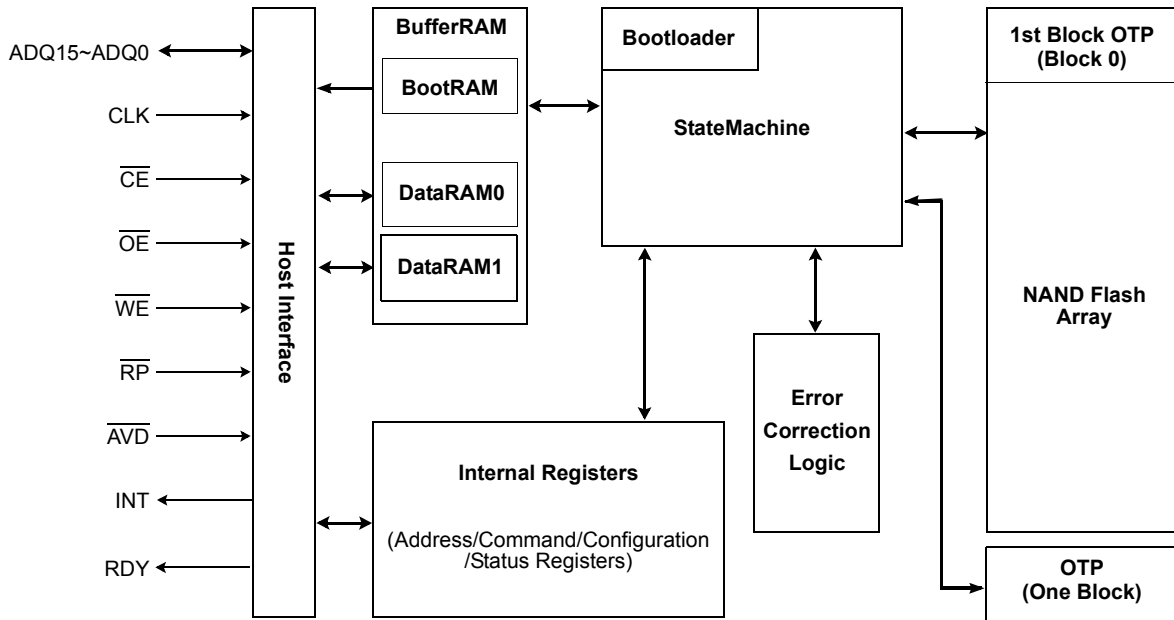 ADQ15~ADQ0
CLK
CE
OE
WE
RP
AVD
INT
RDY
Host Interface
BufferRAM
BootRAM
DataRAM0
DataRAM1
Bootloader
StateMachine
Internal Registers
(Address/Command/Configuration
/Status Registers)
Error
Correction
Logic
1st Block OTP
(Block 0)
NAND Flash
Array
OTP
(One Block)